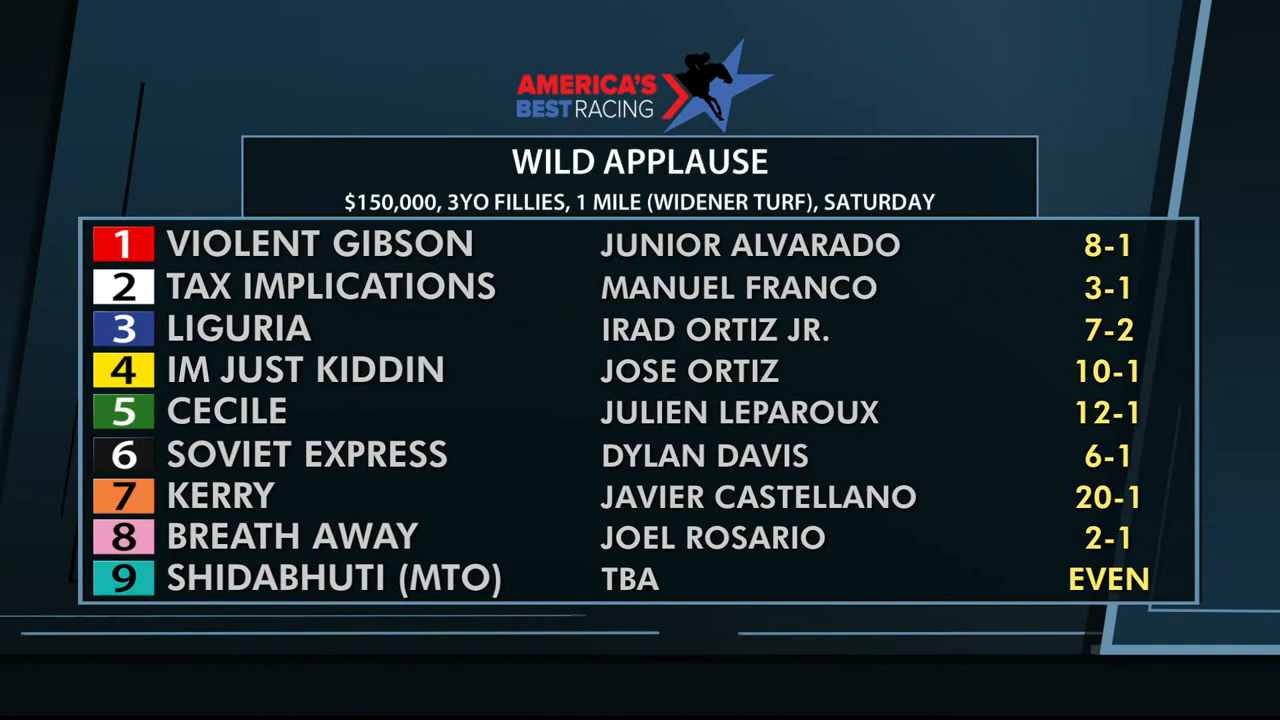 AMERICA'S
BEST RACING
WILD APPLAUSE
$150,000, 3YO FILLIES, 1 MILE (WIDENER TURF), SATURDAY
1 VIOLENT GIBSON JUNIOR ALVARADO 8-1
2 TAX IMPLICATIONS MANUEL FRANCO 3-1
3 LIGURIA IRAD ORTIZ JR. 7-2
4 IM JUST KIDDIN JOSE ORTIZ 10-1
5 CECILE JULIEN LEPAROUX 12-1
6 SOVIET EXPRESS DYLAN DAVIS 6-1
7 KERRY JAVIER CASTELLANO 20-1
8 BREATH AWAY JOEL ROSARIO 2-1
9 SHIDABHUTI (MTO) TBA EVEN